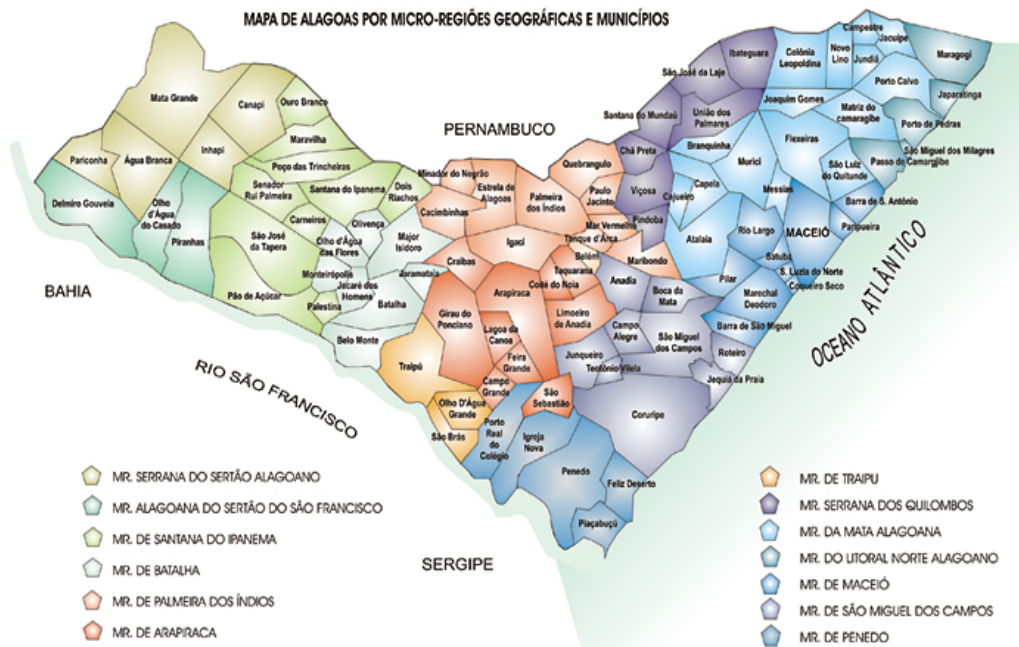 MAPA DE ALAGOAS POR MICRO-REGIÕES GEOGRÁFICAS E MUNICÍPIOS
Campestre
Jacuípe
Ibateguara
Colônia
Leopoldina
Novo
Lino
Jundiá
Maragogi
São José da Laje
Porto Calvo
Mata Grande
Canapi
Ouro Branco
Joaquim Gomes
Japaratinga
Matriz do
camaragibe
Porto de Pedras
Santana do Mundaú
União dos
Palmares
PERNAMBUCO
Maravilha
Flexeiras
Branquinha
São Miguel dos Milagres
Passo de Camargjibe
Inhapi
Água Branca
Pariconha
Chã Preta
Murici
Quebrangulo
São Luiz
do Quitunde
Poço das Trincheiras
Minador do Negrão
Estrela de
Alagoas
Palmeira
dos Índios
Paulo
Jacinto
Viçosa
Cajueiro
Capela
Messias
Barra de S. Antônio
Senador
Rui Palmeira
Santana do Ipanema
Dois
Riachos
Cacimbinhas
Delmiro Gouveia
Olho
d'Água
do Casado
Piranhas
Carneiros
Olivença
Pindoba
Mar Vermelho
Paripueira
São José
da Tapera
Olho d'Água
das Flores
Major
Isidoro
Igaci
Tanque d'Arca
Belém
Maribondo
Atalaia
Rio Largo
MACEIÓ
Satuba
S. Luzia do Norte
Coqueiro Seco
Craíbas
Taquarana
Coité do Noia
Anadia
Pilar
Monteirópolis
Jacaré dos
Homens
Jaramataia
Batalha
Arapiraca
Boca da
Mata
Marechal
Deodoro
BAHIA
Pão de Açúcar
Palestina
Girau do
Ponciano
Limoeiro
de Anadia
Lagoa da
Canoa
Campo
Alegre
São Miguel
dos Campos
Barra de São Miguel
OCEANO ATLÂNTICO
Belo Monte
Traipú
Feira
Grande
Junqueiro
Teotônio Vilela
Roteiro
Jequiá da Praia
RIO SÃO FRANCISCO
Campo
Grande
São
Sebastião
Olho D'Água
Grande
Coruripe
São Brás
Porto
Real
do
Colégio
Igreja
Nova
Penedo
Feliz Deserto
Piaçabuçú
SERGIPE
MR. SERRANA DO SERTÃO ALAGOANO
MR. ALAGOANA DO SERTÃO DO SÃO FRANCISCO
MR. DE SANTANA DO IPANEMA
MR. DE BATALHA
MR. DE PALMEIRA DOS ÍNDIOS
MR. DE ARAPIRACA
MR. DE TRAIPU
MR. SERRANA DOS QUILOMBOS
MR. DA MATA ALAGOANA
MR. DO LITORAL NORTE ALAGOANO
MR. DE MACEIÓ
MR. DE SÃO MIGUEL DOS CAMPOS
MR. DE PENEDO